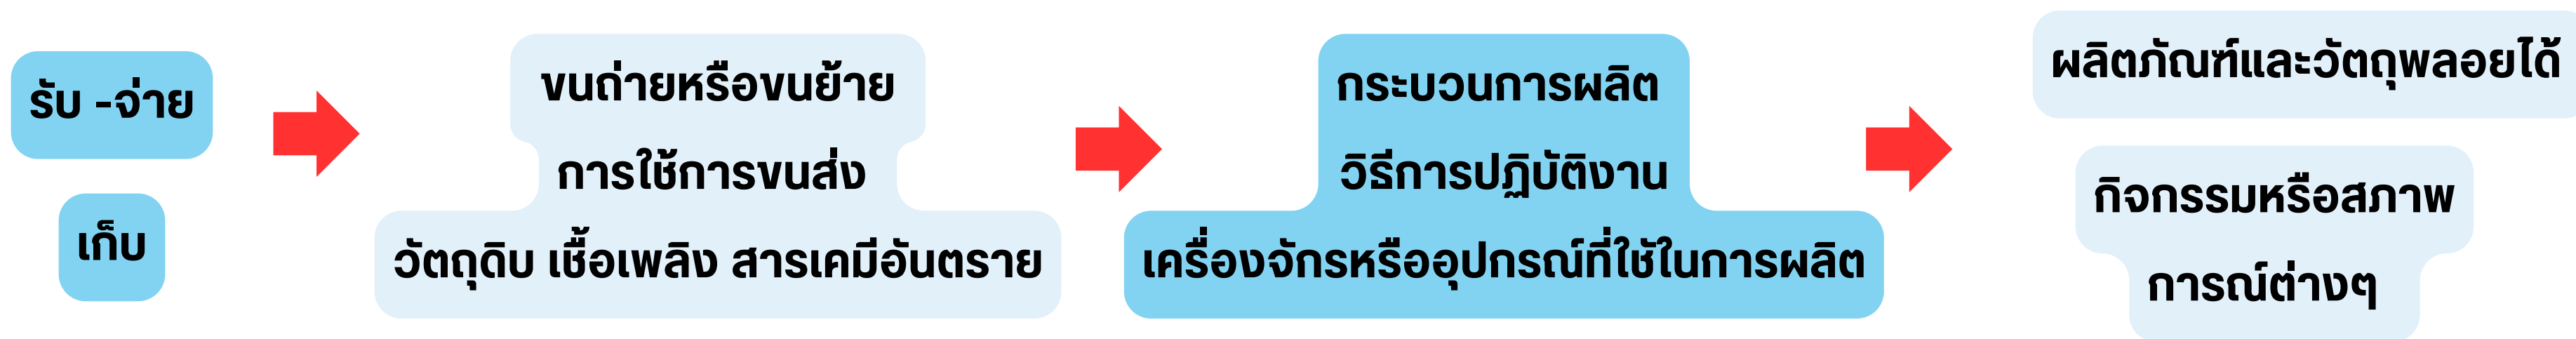 รับ -จ่าย
เก็บ
ขนถ่ายหรือขนย้าย
การใช้การขนส่ง
วัตถุดิบ เชื้อเพลิง สารเคมีอันตราย
กระบวนการผลิต
วิธีการปฏิบัติงาน
เครื่องจักรหรืออุปกรณ์ที่ใช้ในการผลิต
ผลิตภัณฑ์และวัตถุพลอยได้
กิจกรรมหรือสภาพ
การณ์ต่างๆ